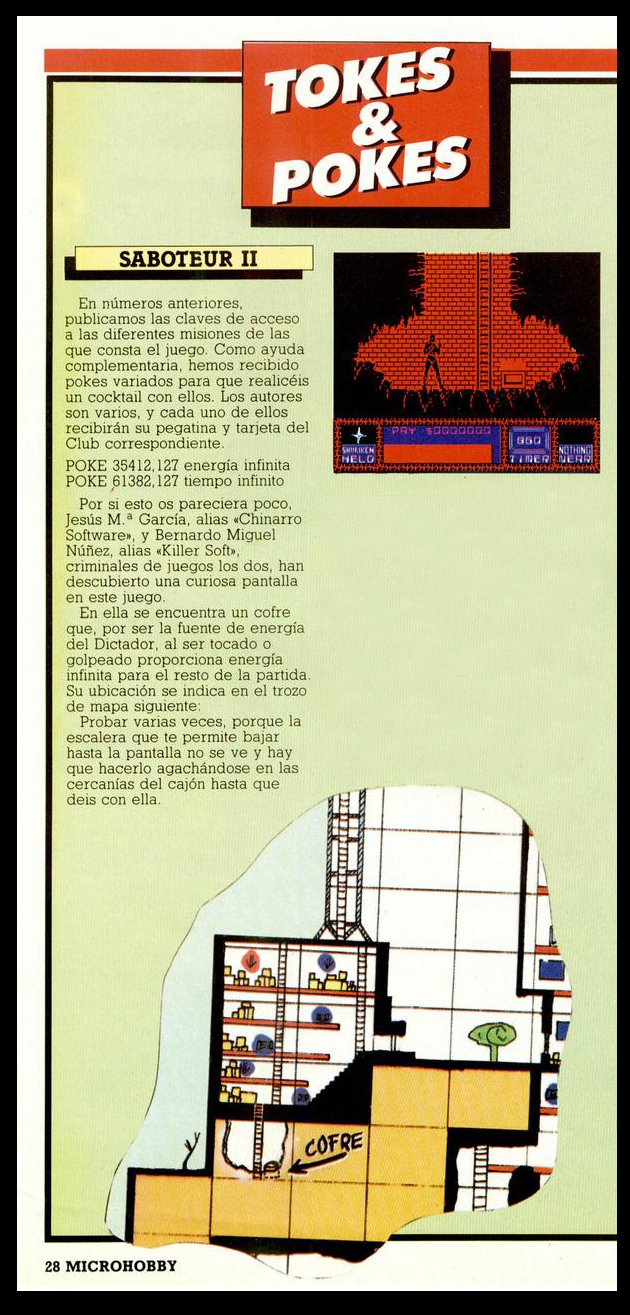 TOKES
&
POKES
SABOTEUR II
En números anteriores,
publicamos las claves de acceso
a las diferentes misiones de las
que consta el juego. Como ayuda
complementaria, hemos recibido
pokes variados para que realicéis
un cocktail con ellos. Los autores
son varios, y cada uno de ellos
recibirán su pegatina y tarjeta del
Club correspondiente.
POKE 35412,127 energía infinita
POKE 61382,127 tiempo infinito
Por si esto os pareciera poco,
Jesús M.ª García, alias «Chinarro
Software», y Bernardo Miguel
Núñez, alias «Killer Soft»,
criminales de juegos los dos, han
descubierto una curiosa pantalla
en este juego.
En ella se encuentra un cofre
que, por ser la fuente de energía
del Dictador, al ser tocado o
golpeado proporciona energía
infinita para el resto de la partida.
Su ubicación se indica en el trozo
de mapa siguiente:
Probar varias veces, porque la
escalera que te permite bajar
hasta la pantalla no se ve y hay
que hacerlo agachándose en las
cercanías del cajón hasta que
deis con ella.
PAY $0000000
SHURIKEN
HELD
TIMER
NOTHING
NEAR
COFRE
28 MICROHOBBY